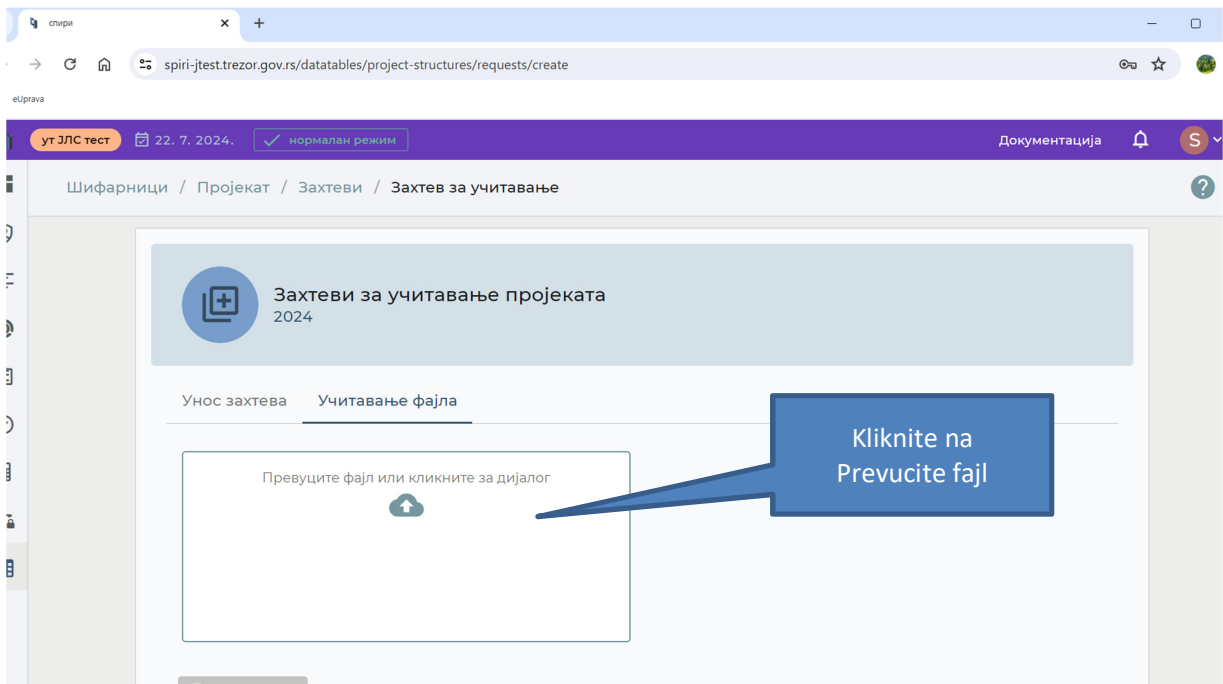 спири
spiri-jtest.trezor.gov.rs/datatables/project-structures/requests/create
eUprava
ут ЈЛС тест 22. 7. 2024. нормалан режим Документација S
Шифарници / Пројекат / Захтеви / Захтев за учитавање ?
Захтеви за учитавање пројеката
2024
Унос захтева Учитавање фајла
Kliknite na
Prevucite fajl
Превуците фајл или кликните за дијалог